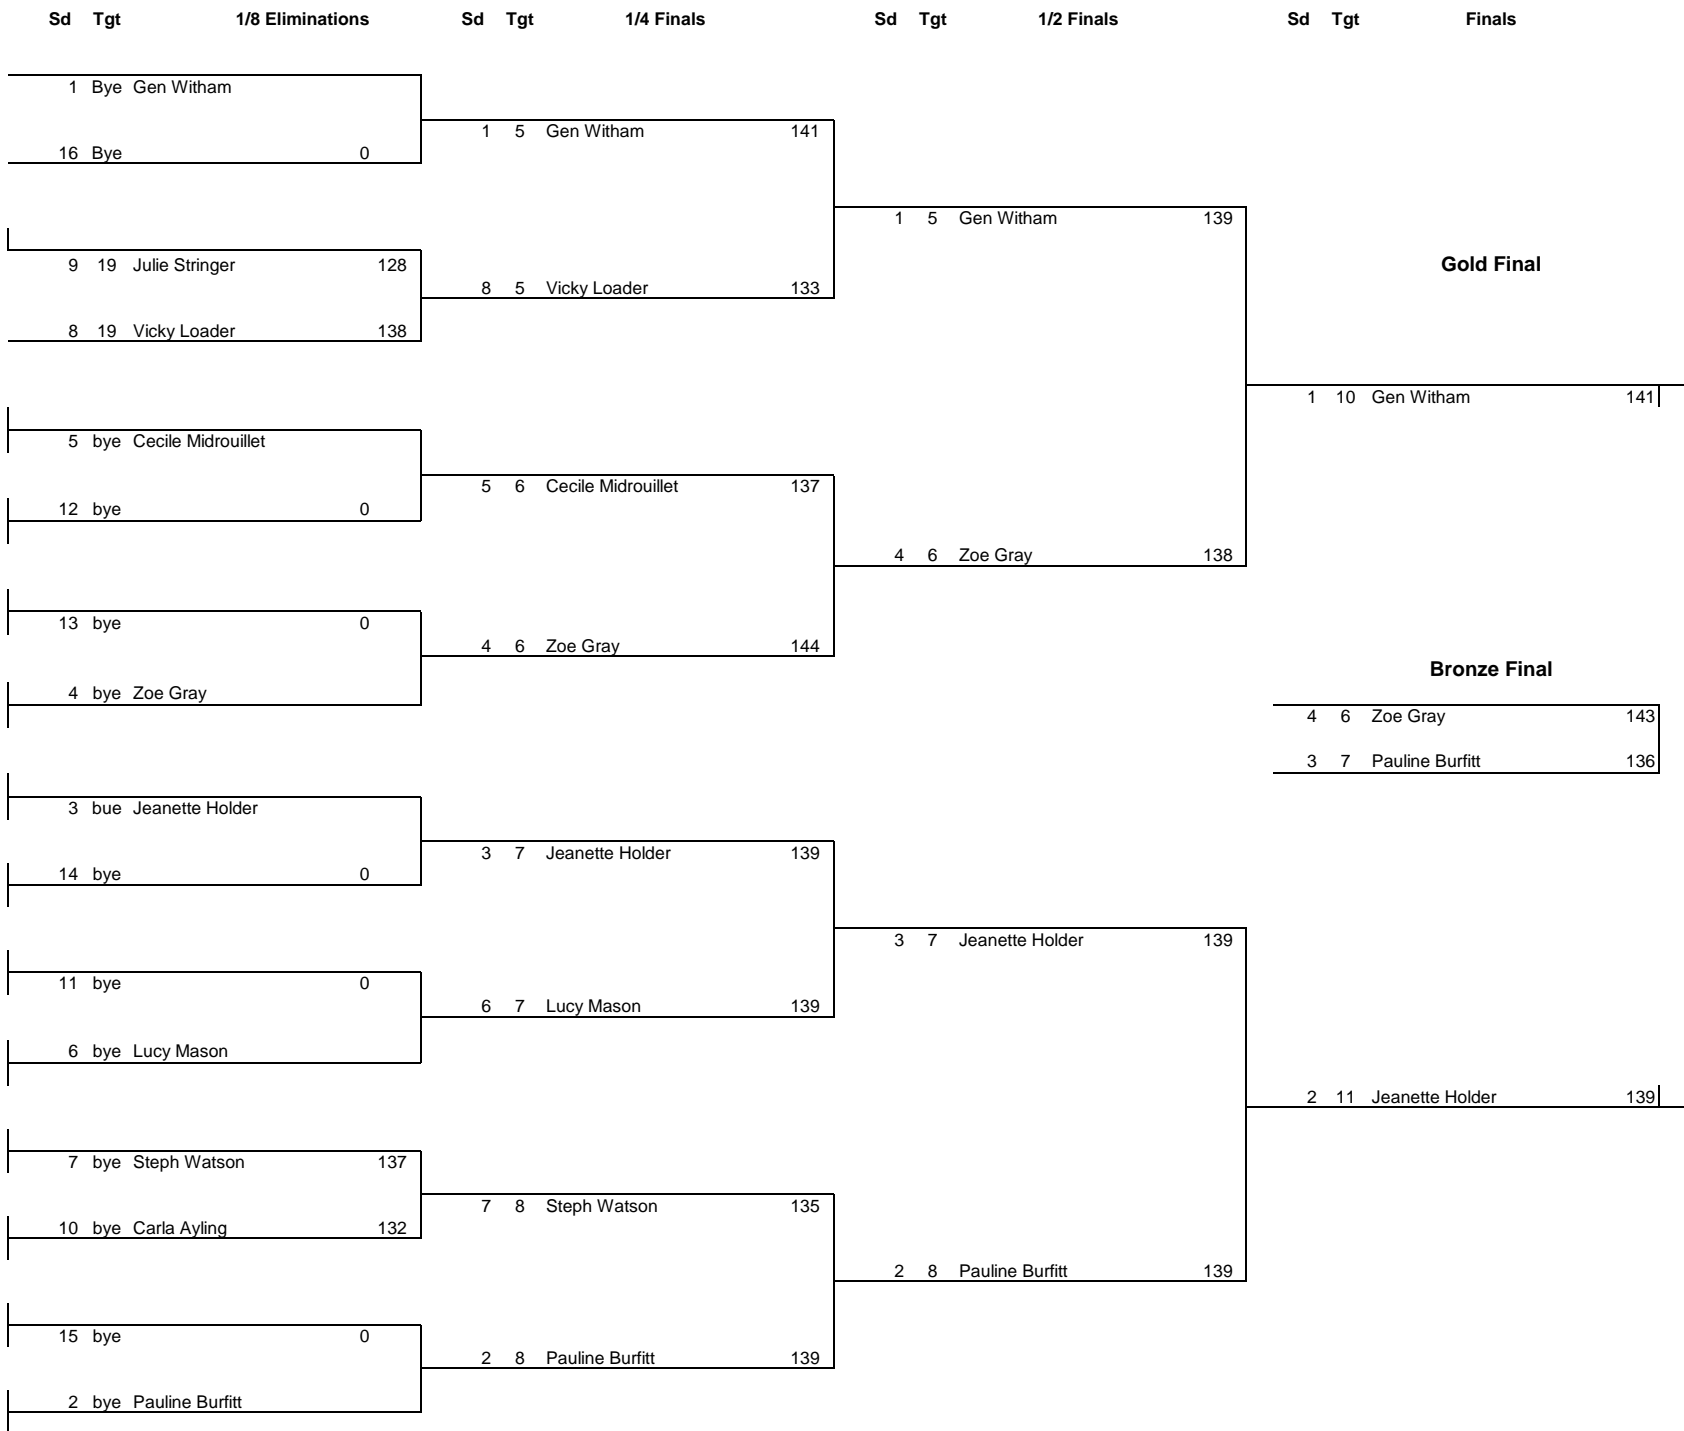 Sd Tgt 1/8 Eliminations Sd Tgt 1/4 Finals Sd Tgt 1/2 Finals Sd Tgt Finals
1 Bye Gen Witham
1 5 Gen Witham 141
16 Bye 0
1 5 Gen Witham 139
9 19 Julie Stringer 128
Gold Final
8 5 Vicky Loader 133
8 19 Vicky Loader 138
1 10 Gen Witham 141
5 bye Cecile Midrouillet
5 6 Cecile Midrouillet 137
12 bye 0
4 6 Zoe Gray 138
13 bye 0
4 6 Zoe Gray 144
Bronze Final
4 bye Zoe Gray
4 6 Zoe Gray 143
3 7 Pauline Burfitt 136
3 bue Jeanette Holder
3 7 Jeanette Holder 139
14 bye 0
3 7 Jeanette Holder 139
11 bye 0
6 7 Lucy Mason 139
6 bye Lucy Mason
2 11 Jeanette Holder 139
7 bye Steph Watson 137
7 8 Steph Watson 135
10 bye Carla Ayling 132
2 8 Pauline Burfitt 139
15 bye 0
2 8 Pauline Burfitt 139
2 bye Pauline Burfitt